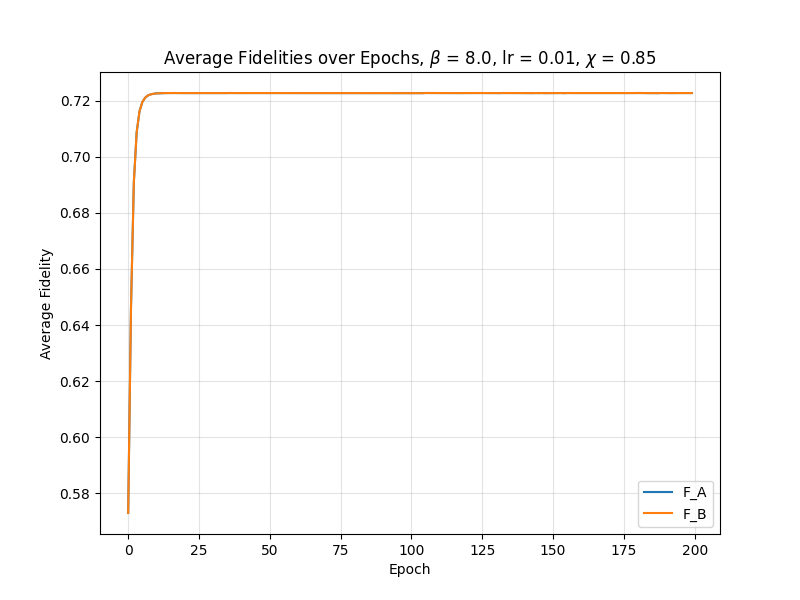 Average Fidelities over Epochs, β = 8.0, lr = 0.01, χ = 0.85
Average Fidelity
0.72
0.70
0.68
0.66
0.64
0.62
0.60
0.58
F_A
F_B
0 25 50 75 100 125 150 175 200
Epoch